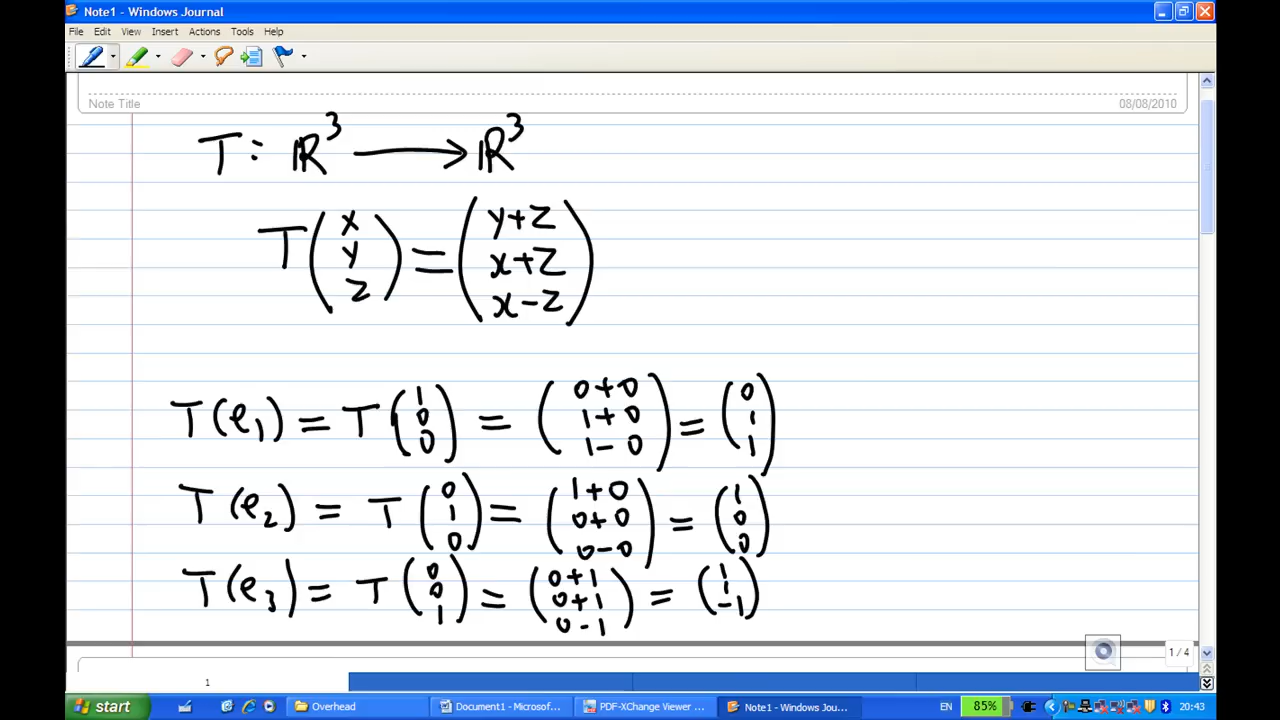 Note1 - Windows Journal
File Edit View Insert Actions Tools Help
Note Title 08/08/2010
T: ℝ³ ⟶ ℝ³
T(x y z) = (y+z x+z x-z)
T(e₁) = T(1 0 0) = (0+0 1+0 1-0) = (0 1 1)
T(e₂) = T(0 1 0) = (1+0 0+0 0-0) = (1 0 0)
T(e₃) = T(0 0 1) = (0+1 0+1 0-1) = (1 1 -1)
1 / 4
1
start Overhead Document1 - Microsof... PDF-XChange Viewer ... Note1 - Windows Jou... EN 85% 20:43